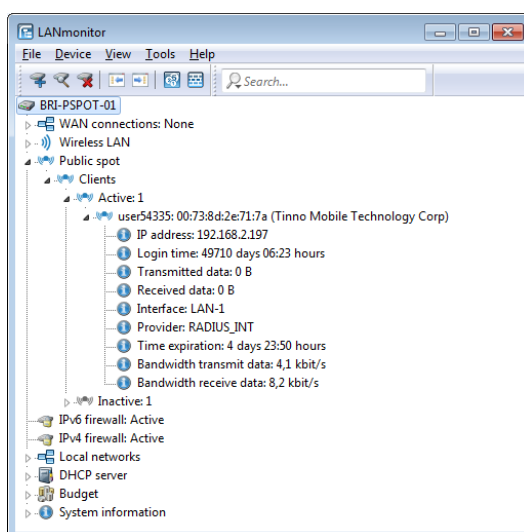 LANmonitor
File Device View Tools Help
Search...
BRI-PSPOT-01
WAN connections: None
Wireless LAN
Public spot
Clients
Active: 1
user54335: 00:73:8d:2e:71:7a (Tinno Mobile Technology Corp)
IP address: 192.168.2.197
Login time: 49710 days 06:23 hours
Transmitted data: 0 B
Received data: 0 B
Interface: LAN-1
Provider: RADIUS_INT
Time expiration: 4 days 23:50 hours
Bandwidth transmit data: 4,1 kbit/s
Bandwidth receive data: 8,2 kbit/s
Inactive: 1
IPv6 firewall: Active
IPv4 firewall: Active
Local networks
DHCP server
Budget
System information